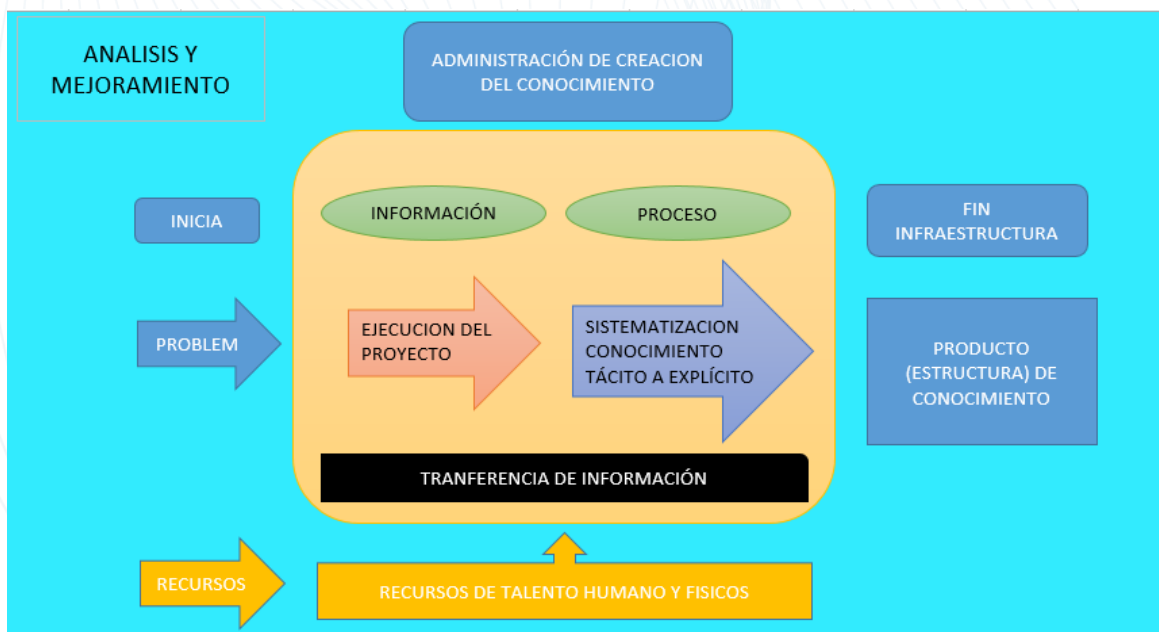 ANALISIS Y
MEJORAMIENTO
ADMINISTRACIÓN DE CREACION
DEL CONOCIMIENTO
INICIA
INFORMACIÓN
PROCESO
FIN
INFRAESTRUCTURA
PROBLEM
EJECUCION DEL
PROYECTO
SISTEMATIZACION
CONOCIMIENTO
TÁCITO A EXPLÍCITO
PRODUCTO
(ESTRUCTURA) DE
CONOCIMIENTO
TRANFERENCIA DE INFORMACIÓN
RECURSOS
RECURSOS DE TALENTO HUMANO Y FISICOS